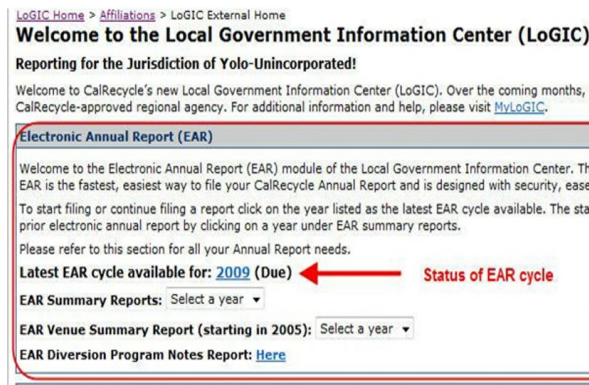 LoGIC Home > Affiliations > LoGIC External Home
Welcome to the Local Government Information Center (LoGIC)
Reporting for the Jurisdiction of Yolo-Unincorporated!
Welcome to CalRecycle's new Local Government Information Center (LoGIC). Over the coming months,
CalRecycle-approved regional agency. For additional information and help, please visit MyLoGIC.
Electronic Annual Report (EAR)
Welcome to the Electronic Annual Report (EAR) module of the Local Government Information Center.
EAR is the fastest, easiest way to file your CalRecycle Annual Report and is designed with security,
To start filing or continue filing a report click on the year listed as the latest EAR cycle available. The
prior electronic annual report by clicking on a year under EAR summary reports.
Please refer to this section for all your Annual Report needs.
Latest EAR cycle available for: 2009 (Due) Status of EAR cycle
EAR Summary Reports: Select a year
EAR Venue Summary Report (starting in 2005): Select a year
EAR Diversion Program Notes Report: Here